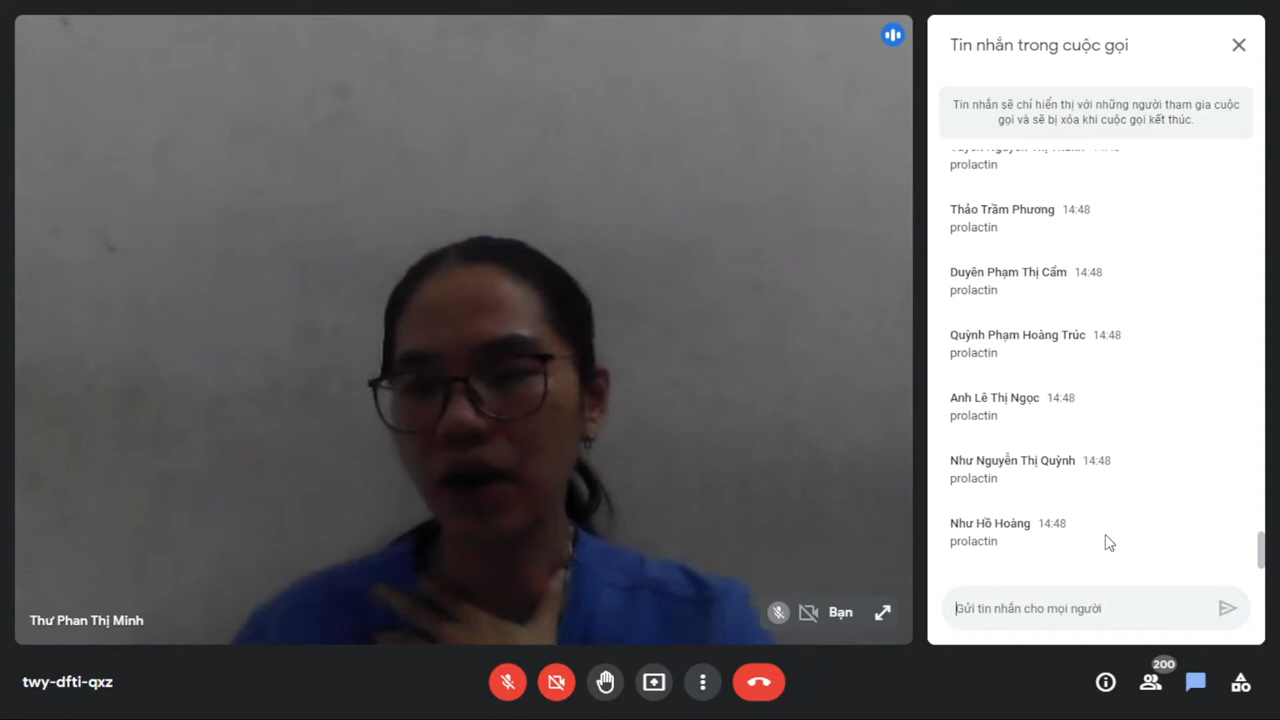 Tin nhắn trong cuộc gọi
Tin nhắn sẽ chỉ hiển thị với những người tham gia cuộc
gọi và sẽ bị xóa khi cuộc gọi kết thúc.
prolactin
Thảo Trầm Phương 14:48
prolactin
Duyên Phạm Thị Cẩm 14:48
prolactin
Quỳnh Phạm Hoàng Trúc 14:48
prolactin
Anh Lê Thị Ngọc 14:48
prolactin
Như Nguyễn Thị Quỳnh 14:48
prolactin
Như Hồ Hoàng 14:48
prolactin
Gửi tin nhắn cho mọi người
Thư Phan Thị Minh
Bạn
twy-dfti-qxz
200